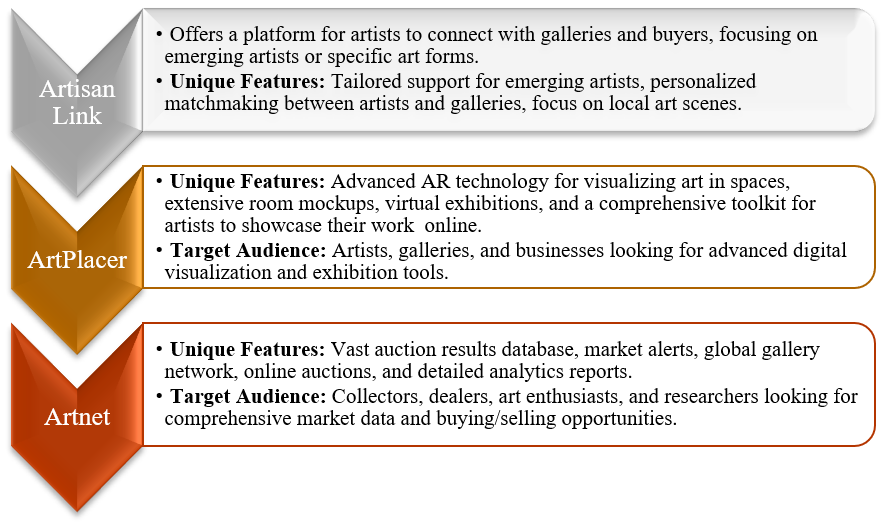 Artisan
Link
• Offers a platform for artists to connect with galleries and buyers, focusing on
emerging artists or specific art forms.
• Unique Features: Tailored support for emerging artists, personalized
matchmaking between artists and galleries, focus on local art scenes.
ArtPlacer
• Unique Features: Advanced AR technology for visualizing art in spaces,
extensive room mockups, virtual exhibitions, and a comprehensive toolkit for
artists to showcase their work  online.
• Target Audience: Artists, galleries, and businesses looking for advanced digital
visualization and exhibition tools.
Artnet
• Unique Features: Vast auction results database, market alerts, global gallery
network, online auctions, and detailed analytics reports.
• Target Audience: Collectors, dealers, art enthusiasts, and researchers looking for
comprehensive market data and buying/selling opportunities.